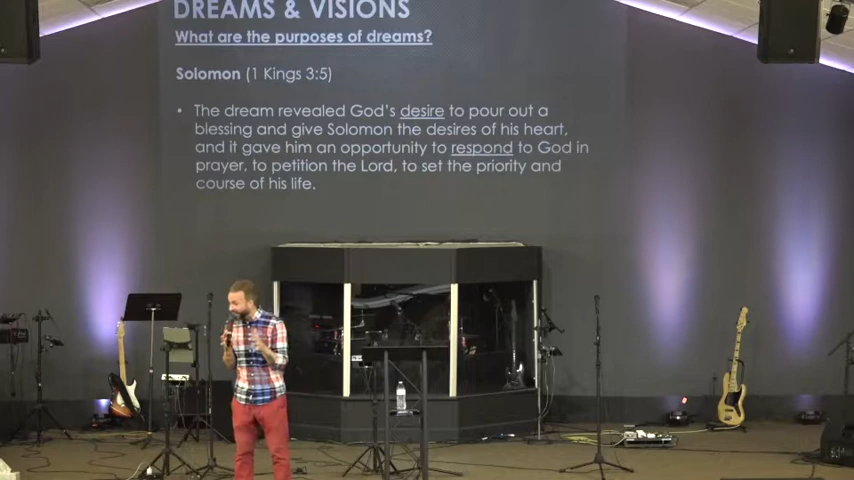 DREAMS & VISIONS
What are the purposes of dreams?
Solomon (1 Kings 3:5)
• The dream revealed God's desire to pour out a
blessing and give Solomon the desires of his heart,
and it gave him an opportunity to respond to God in
prayer, to petition the Lord, to set the priority and
course of his life.